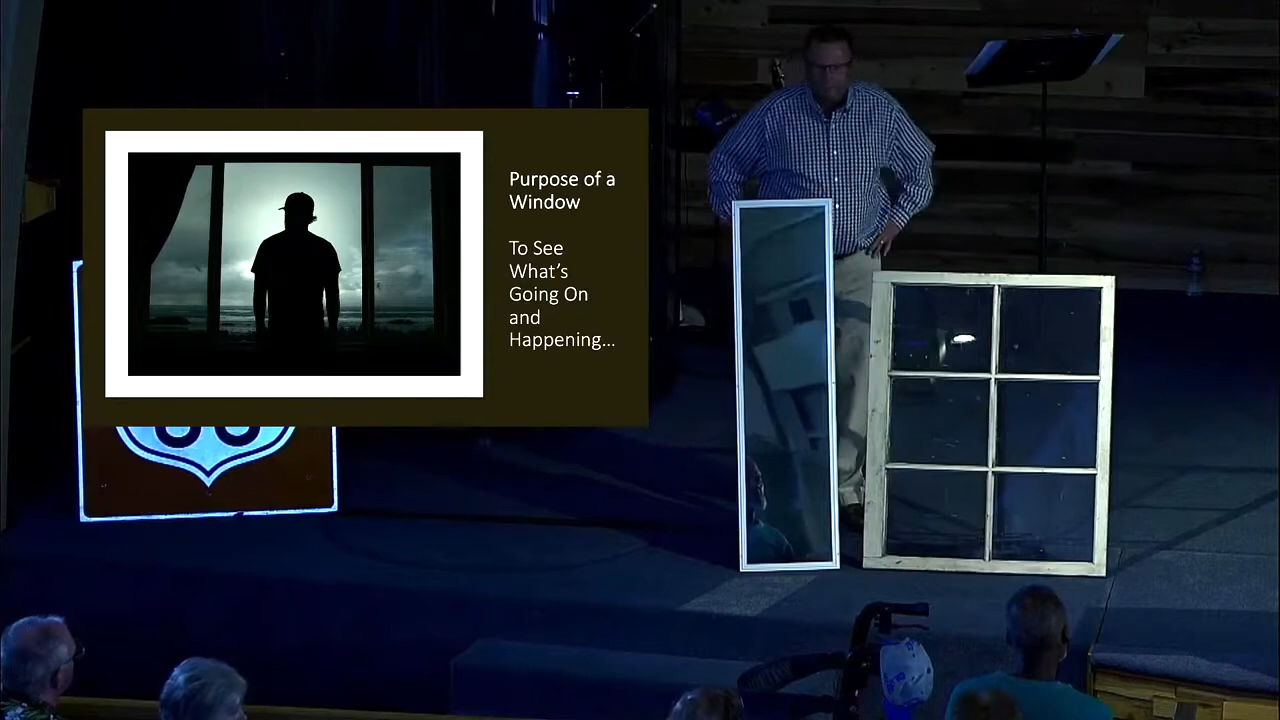 Purpose of a
Window
To See
What's
Going On
and
Happening...